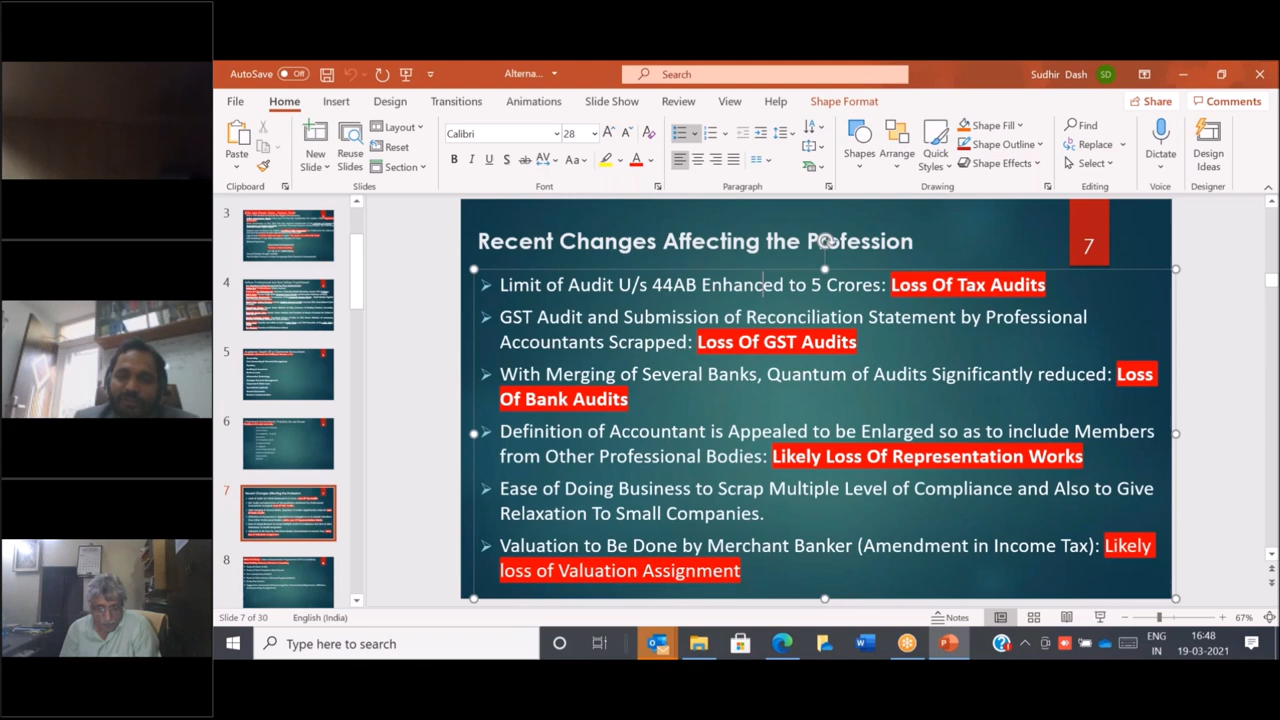 AutoSave Off Alterna... Search Sudhir Dash SD
File Home Insert Design Transitions Animations Slide Show Review View Help Shape Format Share Comments
Paste New Slide Reuse Slides Layout Reset Section Calibri 28 Shapes Arrange Quick Styles Shape Fill Shape Outline Shape Effects Find Replace Select Dictate Design Ideas
Clipboard Slides Font Paragraph Drawing Editing Voice Designer
3
4
5
6
7
8
Recent Changes Affecting the Profession
7
Limit of Audit U/s 44AB Enhanced to 5 Crores: Loss Of Tax Audits
GST Audit and Submission of Reconciliation Statement by Professional
Accountants Scrapped: Loss Of GST Audits
With Merging of Several Banks, Quantum of Audits Significantly reduced: Loss
Of Bank Audits
Definition of Accountant is Appealed to be Enlarged scope to include Members
from Other Professional Bodies: Likely Loss Of Representation Works
Ease of Doing Business to Scrap Multiple Level of Compliance and Also to Give
Relaxation To Small Companies.
Valuation to Be Done by Merchant Banker (Amendment in Income Tax): Likely
loss of Valuation Assignment
Slide 7 of 30 English (India) Notes 67%
Type here to search ENG IN 16:48 19-03-2021